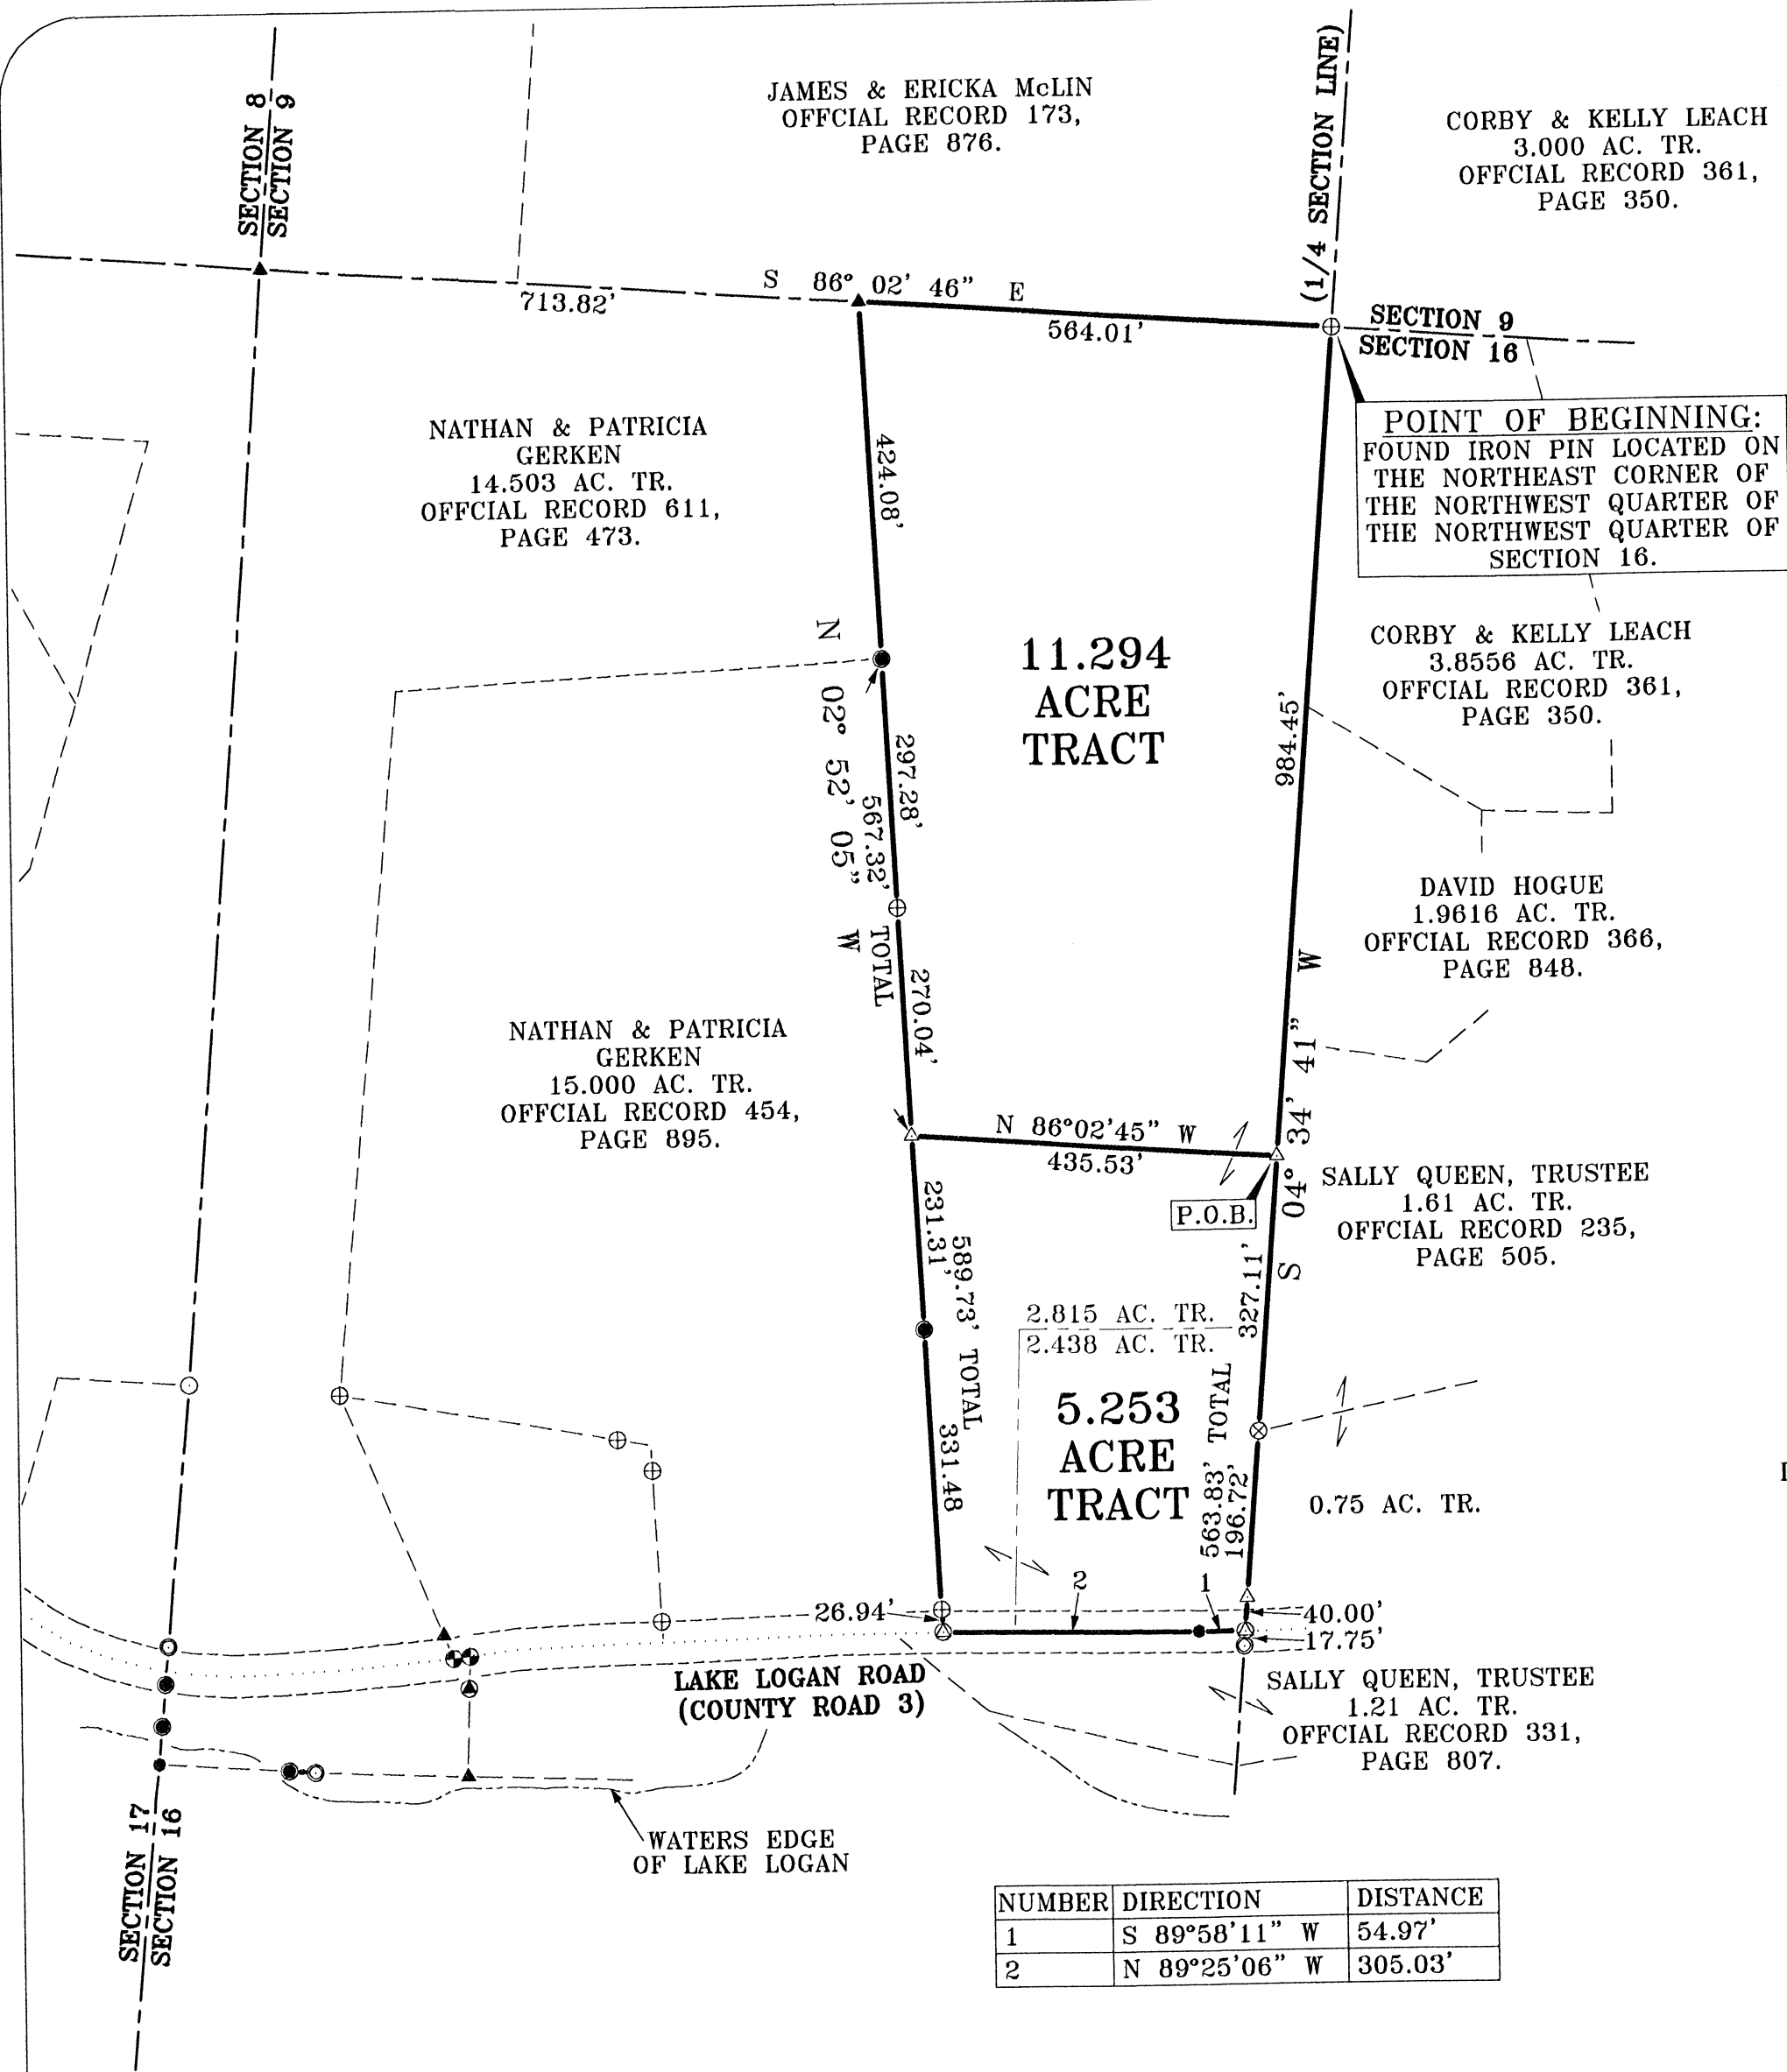 SECTION 8
SECTION 9
JAMES & ERICKA McLIN
OFFCIAL RECORD 173,
PAGE 876.
(1/4 SECTION LINE)
CORBY & KELLY LEACH
3.000 AC. TR.
OFFCIAL RECORD 361,
PAGE 350.
713.82'
S 86° 02' 46" E
564.01'
SECTION 9
SECTION 16
POINT OF BEGINNING:
FOUND IRON PIN LOCATED ON
THE NORTHEAST CORNER OF
THE NORTHWEST QUARTER OF
THE NORTHWEST QUARTER OF
SECTION 16.
NATHAN & PATRICIA
GERKEN
14.503 AC. TR.
OFFCIAL RECORD 611,
PAGE 473.
424.08'
N 02° 52' 05" W
297.28'
567.32' TOTAL
270.04'
11.294
ACRE
TRACT
984.45'
S 04° 34' 41" W
CORBY & KELLY LEACH
3.8556 AC. TR.
OFFCIAL RECORD 361,
PAGE 350.
DAVID HOGUE
1.9616 AC. TR.
OFFCIAL RECORD 366,
PAGE 848.
NATHAN & PATRICIA
GERKEN
15.000 AC. TR.
OFFCIAL RECORD 454,
PAGE 895.
N 86°02'45" W
435.53'
P.O.B.
SALLY QUEEN, TRUSTEE
1.61 AC. TR.
OFFCIAL RECORD 235,
PAGE 505.
231.31'
589.73' TOTAL
331.48
2.815 AC. TR.
2.438 AC. TR.
327.11'
563.83' TOTAL
196.72'
5.253
ACRE
TRACT
0.75 AC. TR.
2
1
26.94'
40.00'
17.75'
LAKE LOGAN ROAD
(COUNTY ROAD 3)
SALLY QUEEN, TRUSTEE
1.21 AC. TR.
OFFCIAL RECORD 331,
PAGE 807.
WATERS EDGE
OF LAKE LOGAN
SECTION 17
SECTION 16
NUMBER DIRECTION DISTANCE
1 S 89°58'11" W 54.97'
2 N 89°25'06" W 305.03'